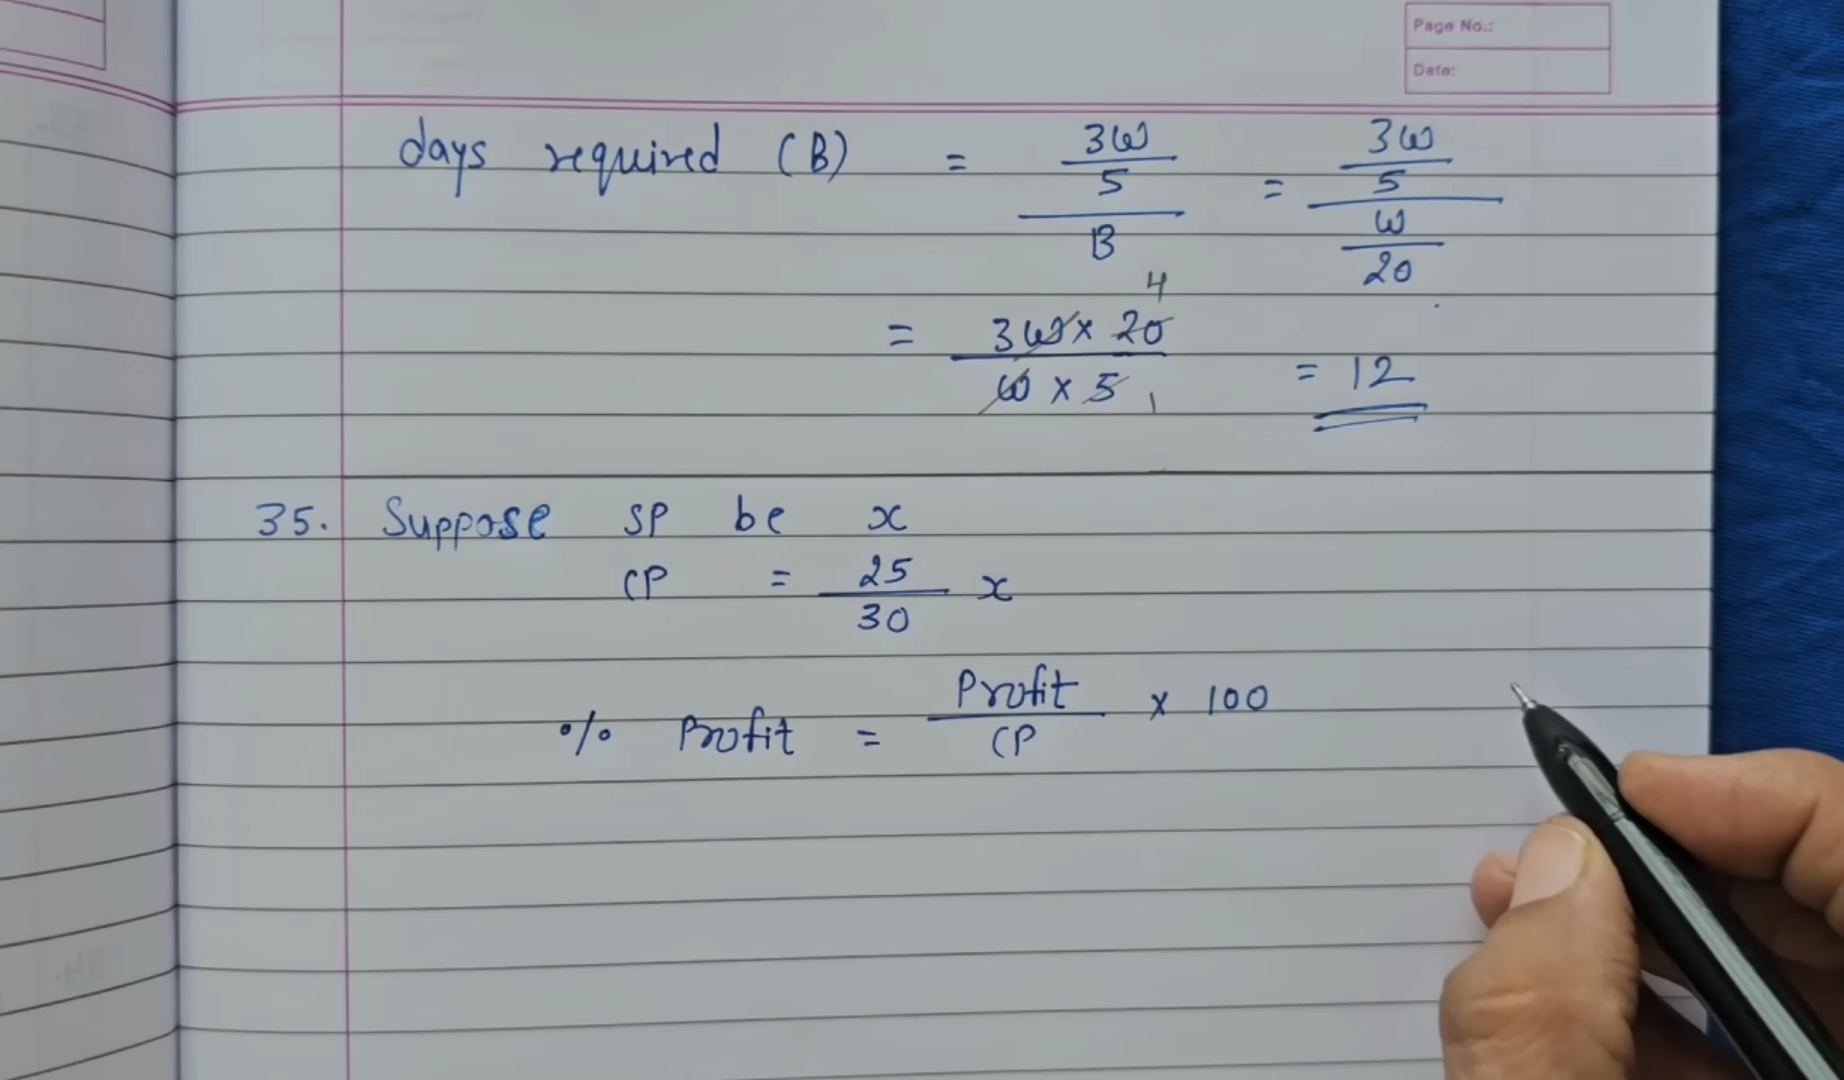 Page No.:
Date:
days required (B) = 3w/5 / B = 3w/5 / w/20
4
= 3w x 20 / w x 5 = 12
1
35. Suppose SP be x
CP = 25/30 x
% Profit = Profit/CP x 100